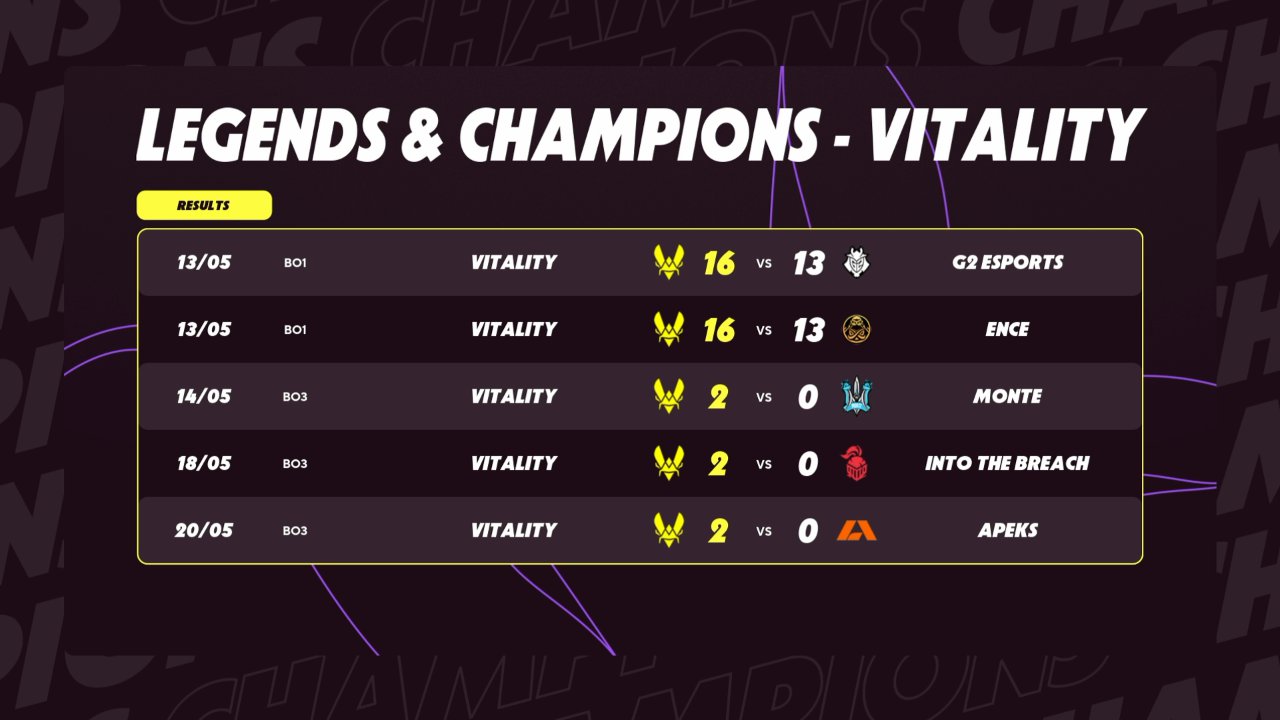 LEGENDS & CHAMPIONS - VITALITY
RESULTS
13/05 BO1 VITALITY 16 VS 13 G2 ESPORTS
13/05 BO1 VITALITY 16 VS 13 ENCE
14/05 BO3 VITALITY 2 VS 0 MONTE
18/05 BO3 VITALITY 2 VS 0 INTO THE BREACH
20/05 BO3 VITALITY 2 VS 0 APEKS